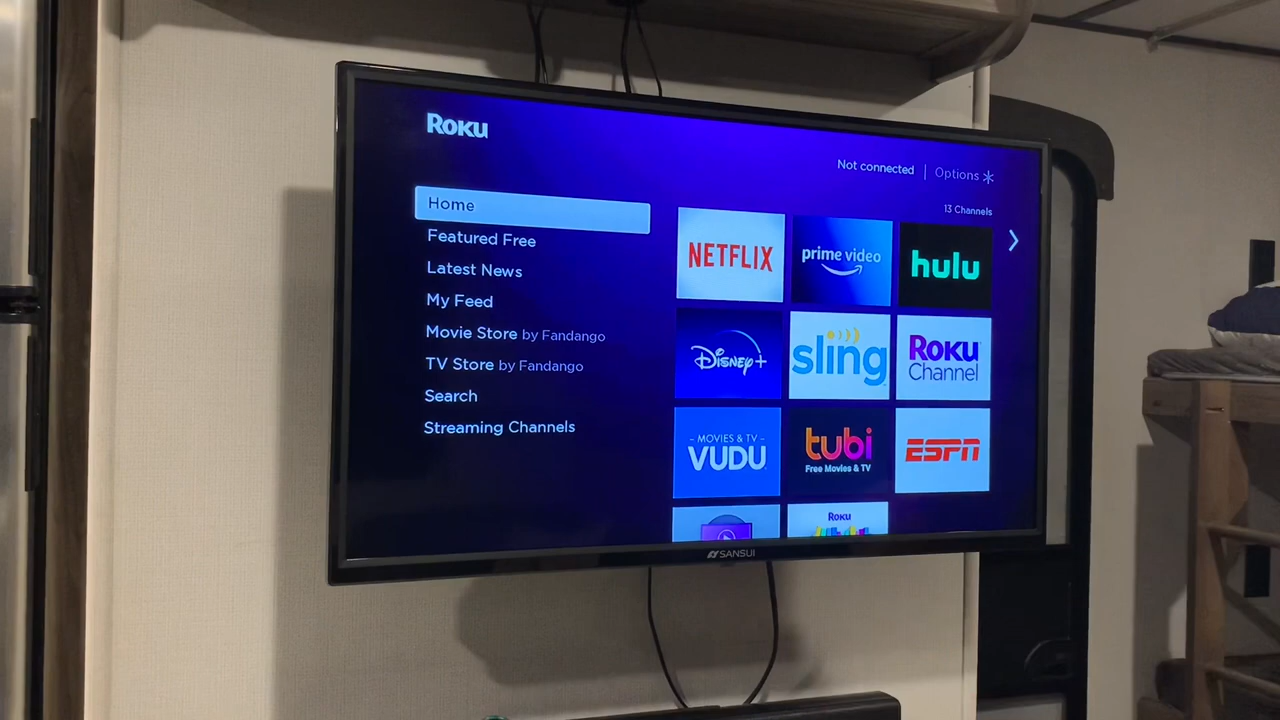 Roku
Not connected | Options
13 Channels
Home
Featured Free
Latest News
My Feed
Movie Store by Fandango
TV Store by Fandango
Search
Streaming Channels
NETFLIX
prime video
hulu
Disney+
sling
Roku
Channel
– MOVIES & TV –
VUDU
tubi
Free Movies & TV
ESPN
Roku
SANSUI